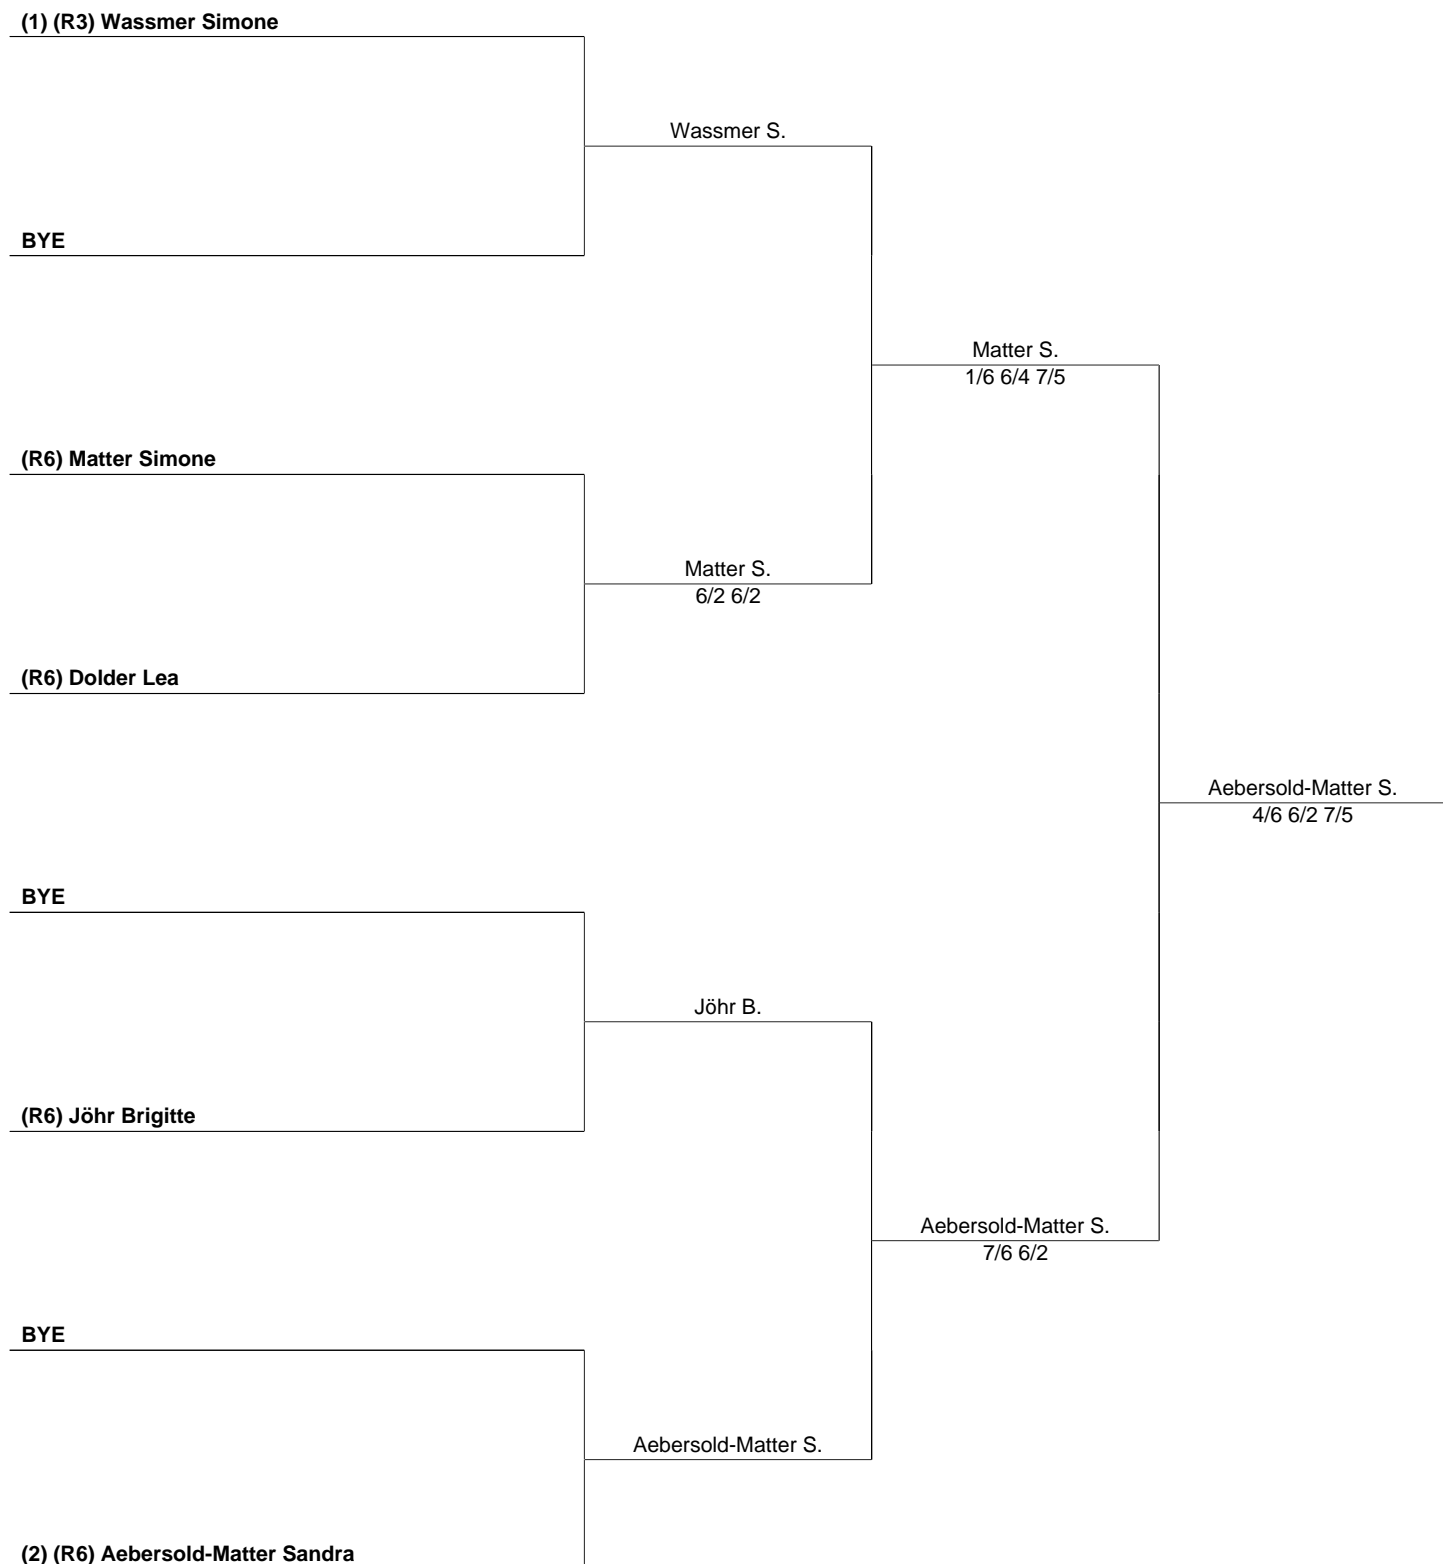 (1) (R3) Wassmer Simone
Wassmer S.
BYE
Matter S.
1/6 6/4 7/5
(R6) Matter Simone
Matter S.
6/2 6/2
(R6) Dolder Lea
Aebersold-Matter S.
4/6 6/2 7/5
BYE
Jöhr B.
(R6) Jöhr Brigitte
Aebersold-Matter S.
7/6 6/2
BYE
Aebersold-Matter S.
(2) (R6) Aebersold-Matter Sandra